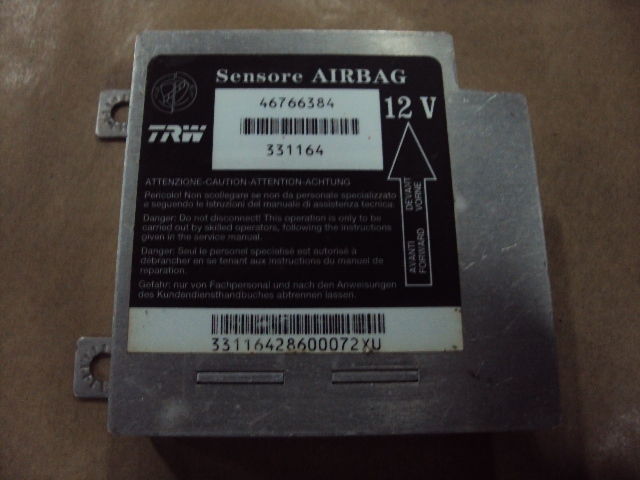 Sensore AIRBAG
46766384
12 V
TRW
331164
ATTENZIONE-CAUTION-ATTENTION-ACHTUNG
Pericolo! Non scollegare se non da personale specializzato
e seguendo le istruzioni del manuale di assistenza tecnica.
Danger: Do not disconnect! This operation is only to be
carried out by skilled operators, following the instructions
given in the service manual.
Danger: Seul le personel specialisé est autorisé à
débrancher en se tenant aux instructions du manuel de
reparation.
Gefahr: nur von Fachpersonal und nach den Anweisungen
des Kundendiensthandbuches abtrennen lassen.
AVANTI DEVANT
FORWARD VORNE
33116428600072XU